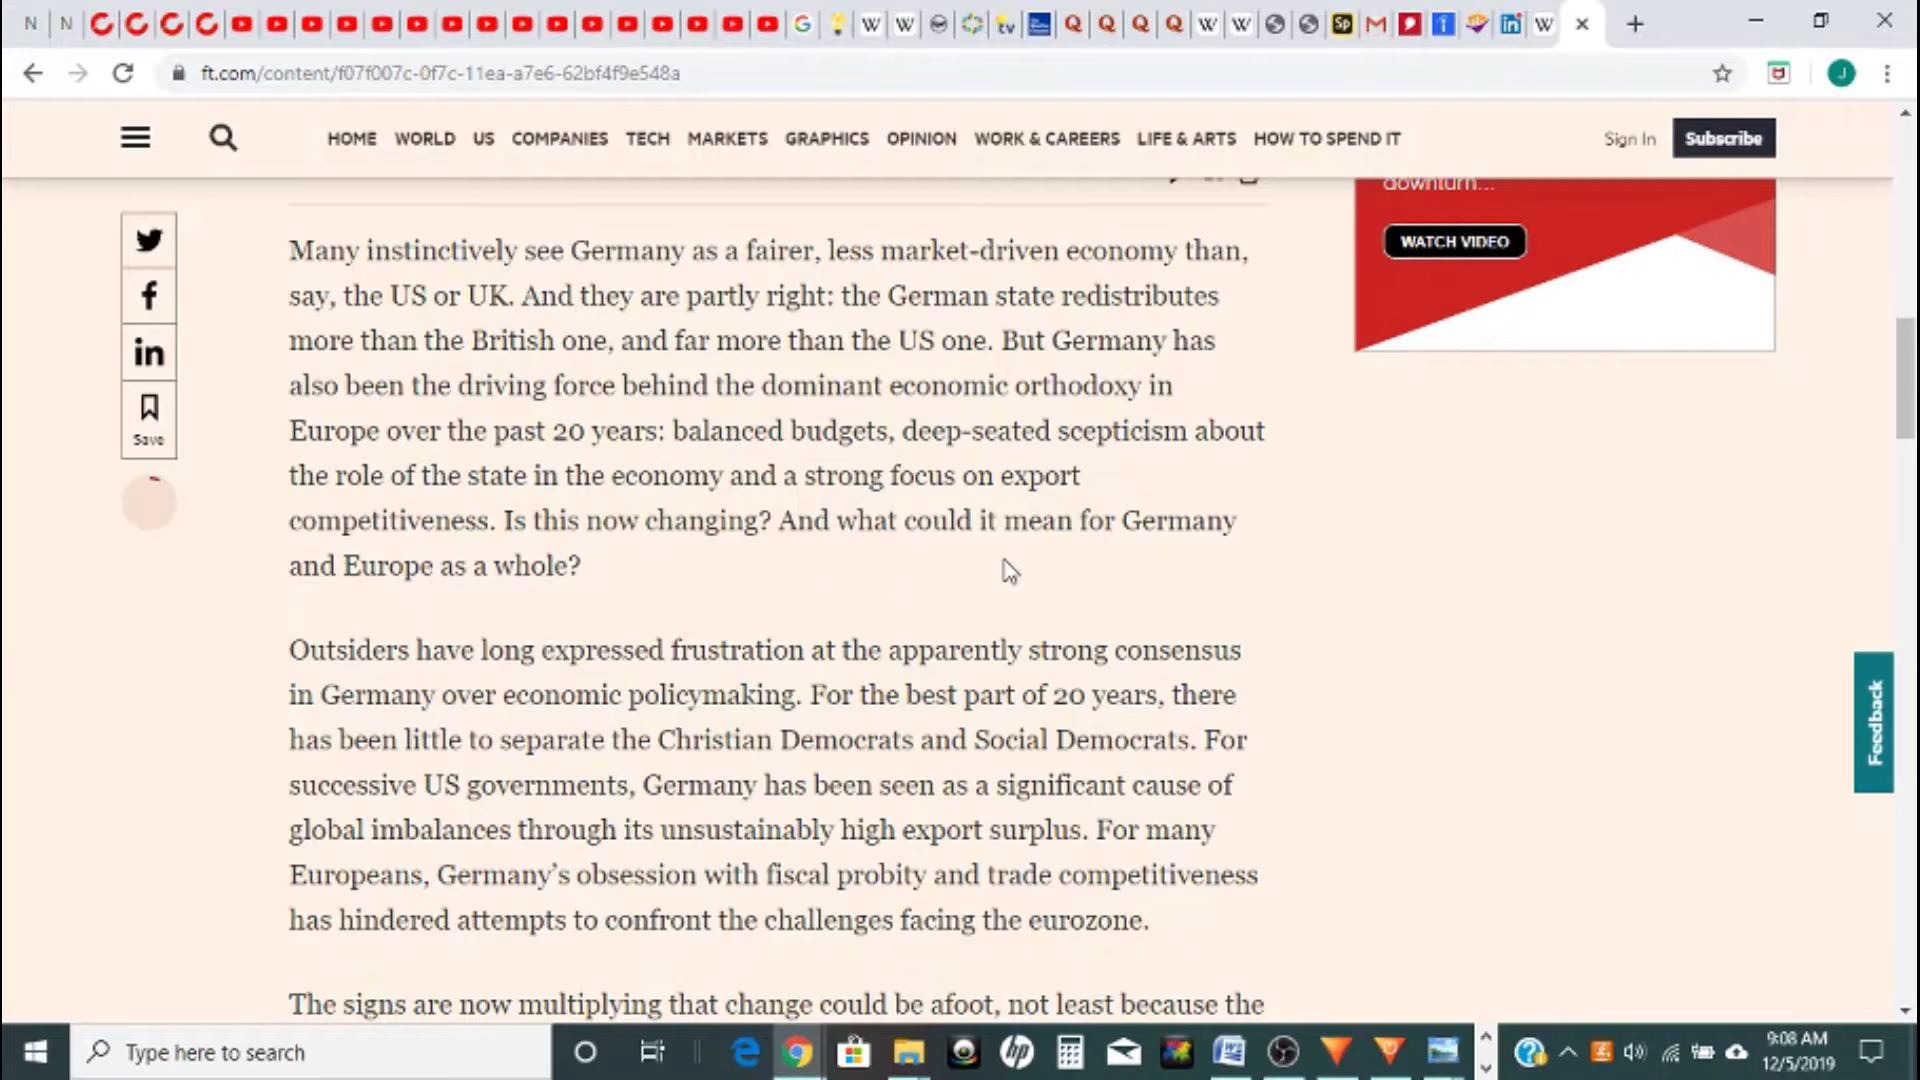 ft.com/content/f07f007c-0f7c-11ea-a7e6-62bf4f9e548a
HOME WORLD US COMPANIES TECH MARKETS GRAPHICS OPINION WORK & CAREERS LIFE & ARTS HOW TO SPEND IT Sign In Subscribe
downturn...
WATCH VIDEO
Save
Many instinctively see Germany as a fairer, less market-driven economy than,
say, the US or UK. And they are partly right: the German state redistributes
more than the British one, and far more than the US one. But Germany has
also been the driving force behind the dominant economic orthodoxy in
Europe over the past 20 years: balanced budgets, deep-seated scepticism about
the role of the state in the economy and a strong focus on export
competitiveness. Is this now changing? And what could it mean for Germany
and Europe as a whole?
Outsiders have long expressed frustration at the apparently strong consensus
in Germany over economic policymaking. For the best part of 20 years, there
has been little to separate the Christian Democrats and Social Democrats. For
successive US governments, Germany has been seen as a significant cause of
global imbalances through its unsustainably high export surplus. For many
Europeans, Germany's obsession with fiscal probity and trade competitiveness
has hindered attempts to confront the challenges facing the eurozone.
The signs are now multiplying that change could be afoot, not least because the
Feedback
Type here to search
9:08 AM
12/5/2019